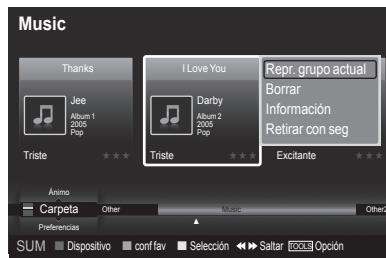 Music
Thanks
Jee
Album 1
2005
Pop
Triste ★★★
I Love You
Darby
Album 2
2005
Pop
Triste ★★★
Repr. grupo actual
Borrar
Información
Retirar con seg
Excitante ★★★
Ánimo
Carpeta Other Music Other2
Preferencias
SUM Dispositivo conf fav Selección Saltar TOOLS Opción